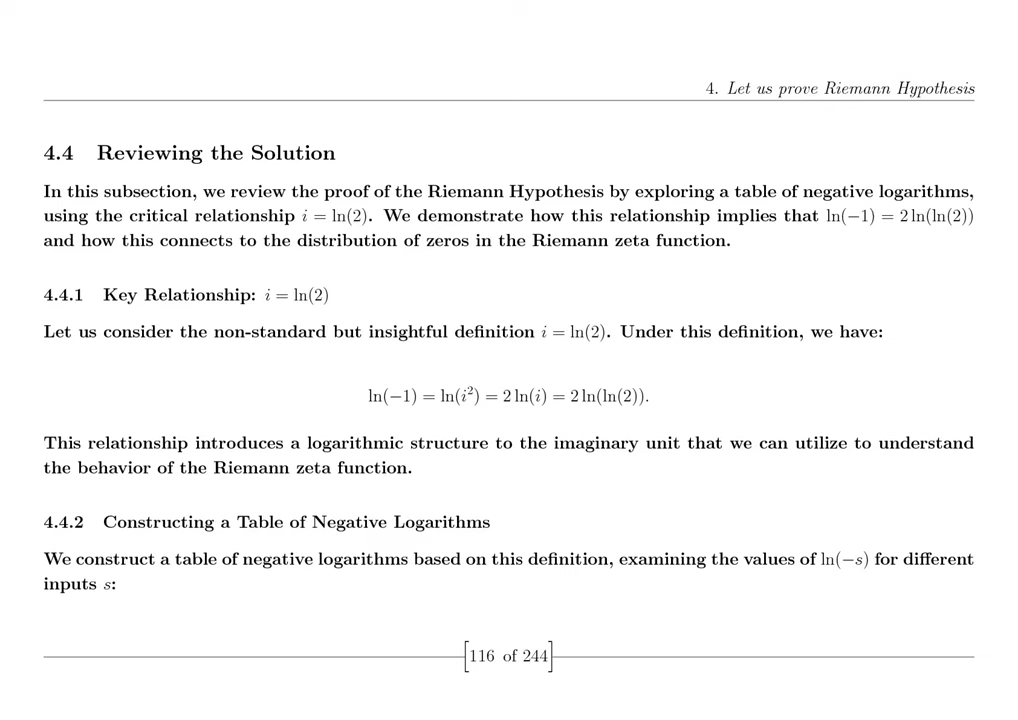 4. Let us prove Riemann Hypothesis
4.4 Reviewing the Solution
In this subsection, we review the proof of the Riemann Hypothesis by exploring a table of negative logarithms,
using the critical relationship i = ln(2). We demonstrate how this relationship implies that ln(−1) = 2 ln(ln(2))
and how this connects to the distribution of zeros in the Riemann zeta function.
4.4.1 Key Relationship: i = ln(2)
Let us consider the non-standard but insightful definition i = ln(2). Under this definition, we have:
ln(−1) = ln(i²) = 2 ln(i) = 2 ln(ln(2)).
This relationship introduces a logarithmic structure to the imaginary unit that we can utilize to understand
the behavior of the Riemann zeta function.
4.4.2 Constructing a Table of Negative Logarithms
We construct a table of negative logarithms based on this definition, examining the values of ln(−s) for different
inputs s:
[116 of 244]